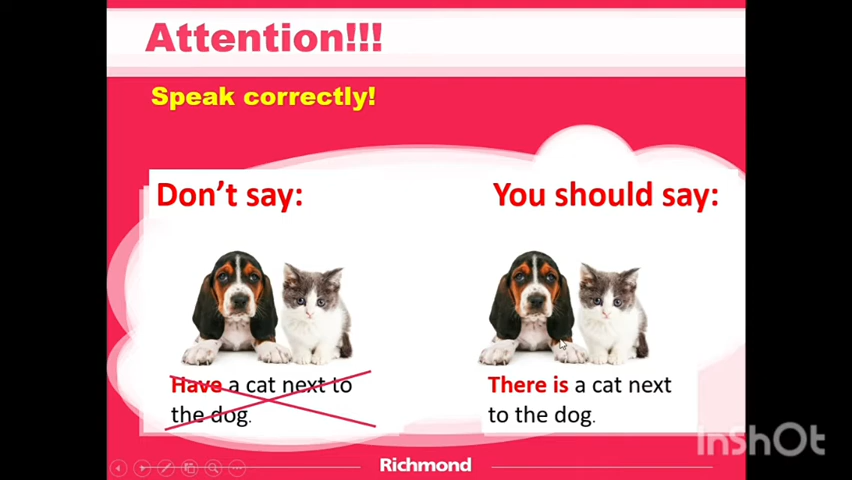 Attention!!!
Speak correctly!
Don't say:
You should say:
Have a cat next to
the dog.
There is a cat next
to the dog.
Richmond
InShOt